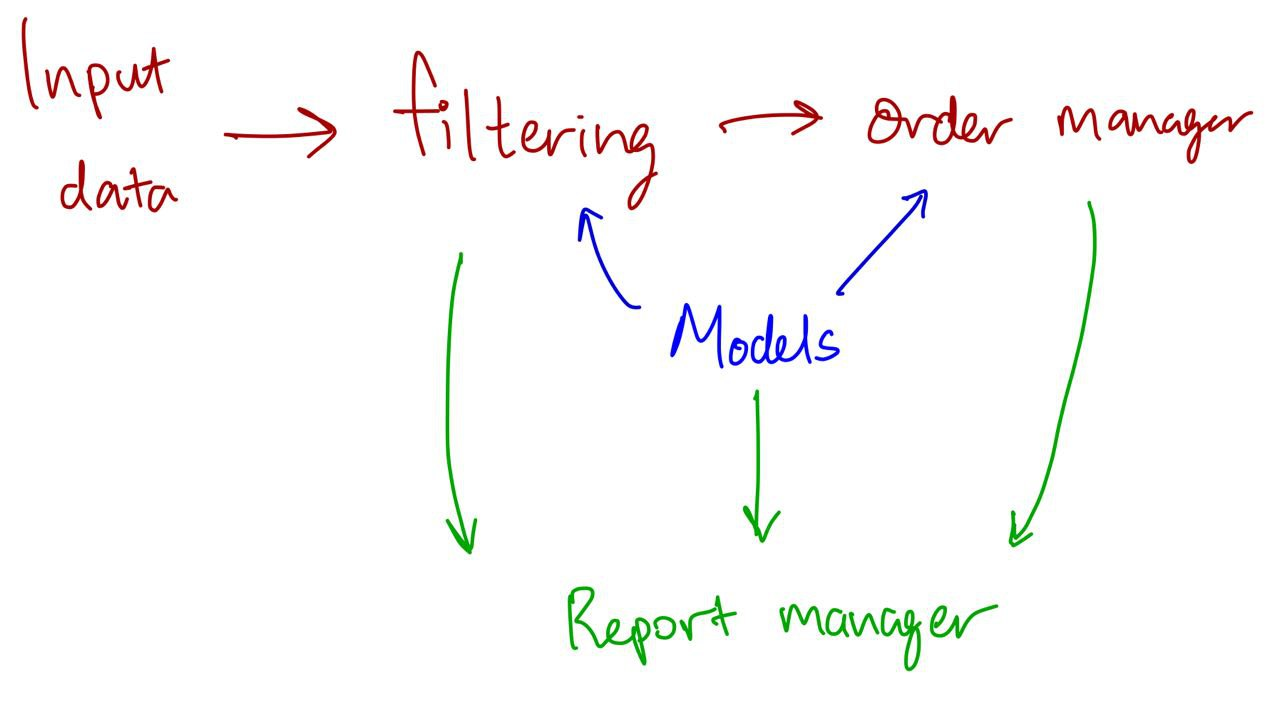 Input
data
filtering
order manager
Models
Report manager